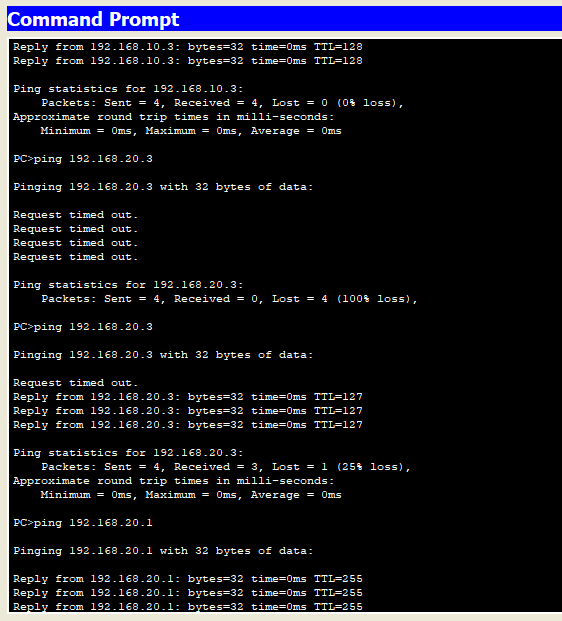 Command Prompt
Reply from 192.168.10.3: bytes=32 time=0ms TTL=128
Reply from 192.168.10.3: bytes=32 time=0ms TTL=128
Ping statistics for 192.168.10.3:
Packets: Sent = 4, Received = 4, Lost = 0 (0% loss),
Approximate round trip times in milli-seconds:
Minimum = 0ms, Maximum = 0ms, Average = 0ms
PC>ping 192.168.20.3
Pinging 192.168.20.3 with 32 bytes of data:
Request timed out.
Request timed out.
Request timed out.
Request timed out.
Ping statistics for 192.168.20.3:
Packets: Sent = 4, Received = 0, Lost = 4 (100% loss),
PC>ping 192.168.20.3
Pinging 192.168.20.3 with 32 bytes of data:
Request timed out.
Reply from 192.168.20.3: bytes=32 time=0ms TTL=127
Reply from 192.168.20.3: bytes=32 time=0ms TTL=127
Reply from 192.168.20.3: bytes=32 time=0ms TTL=127
Ping statistics for 192.168.20.3:
Packets: Sent = 4, Received = 3, Lost = 1 (25% loss),
Approximate round trip times in milli-seconds:
Minimum = 0ms, Maximum = 0ms, Average = 0ms
PC>ping 192.168.20.1
Pinging 192.168.20.1 with 32 bytes of data:
Reply from 192.168.20.1: bytes=32 time=0ms TTL=255
Reply from 192.168.20.1: bytes=32 time=0ms TTL=255
Reply from 192.168.20.1: bytes=32 time=0ms TTL=255